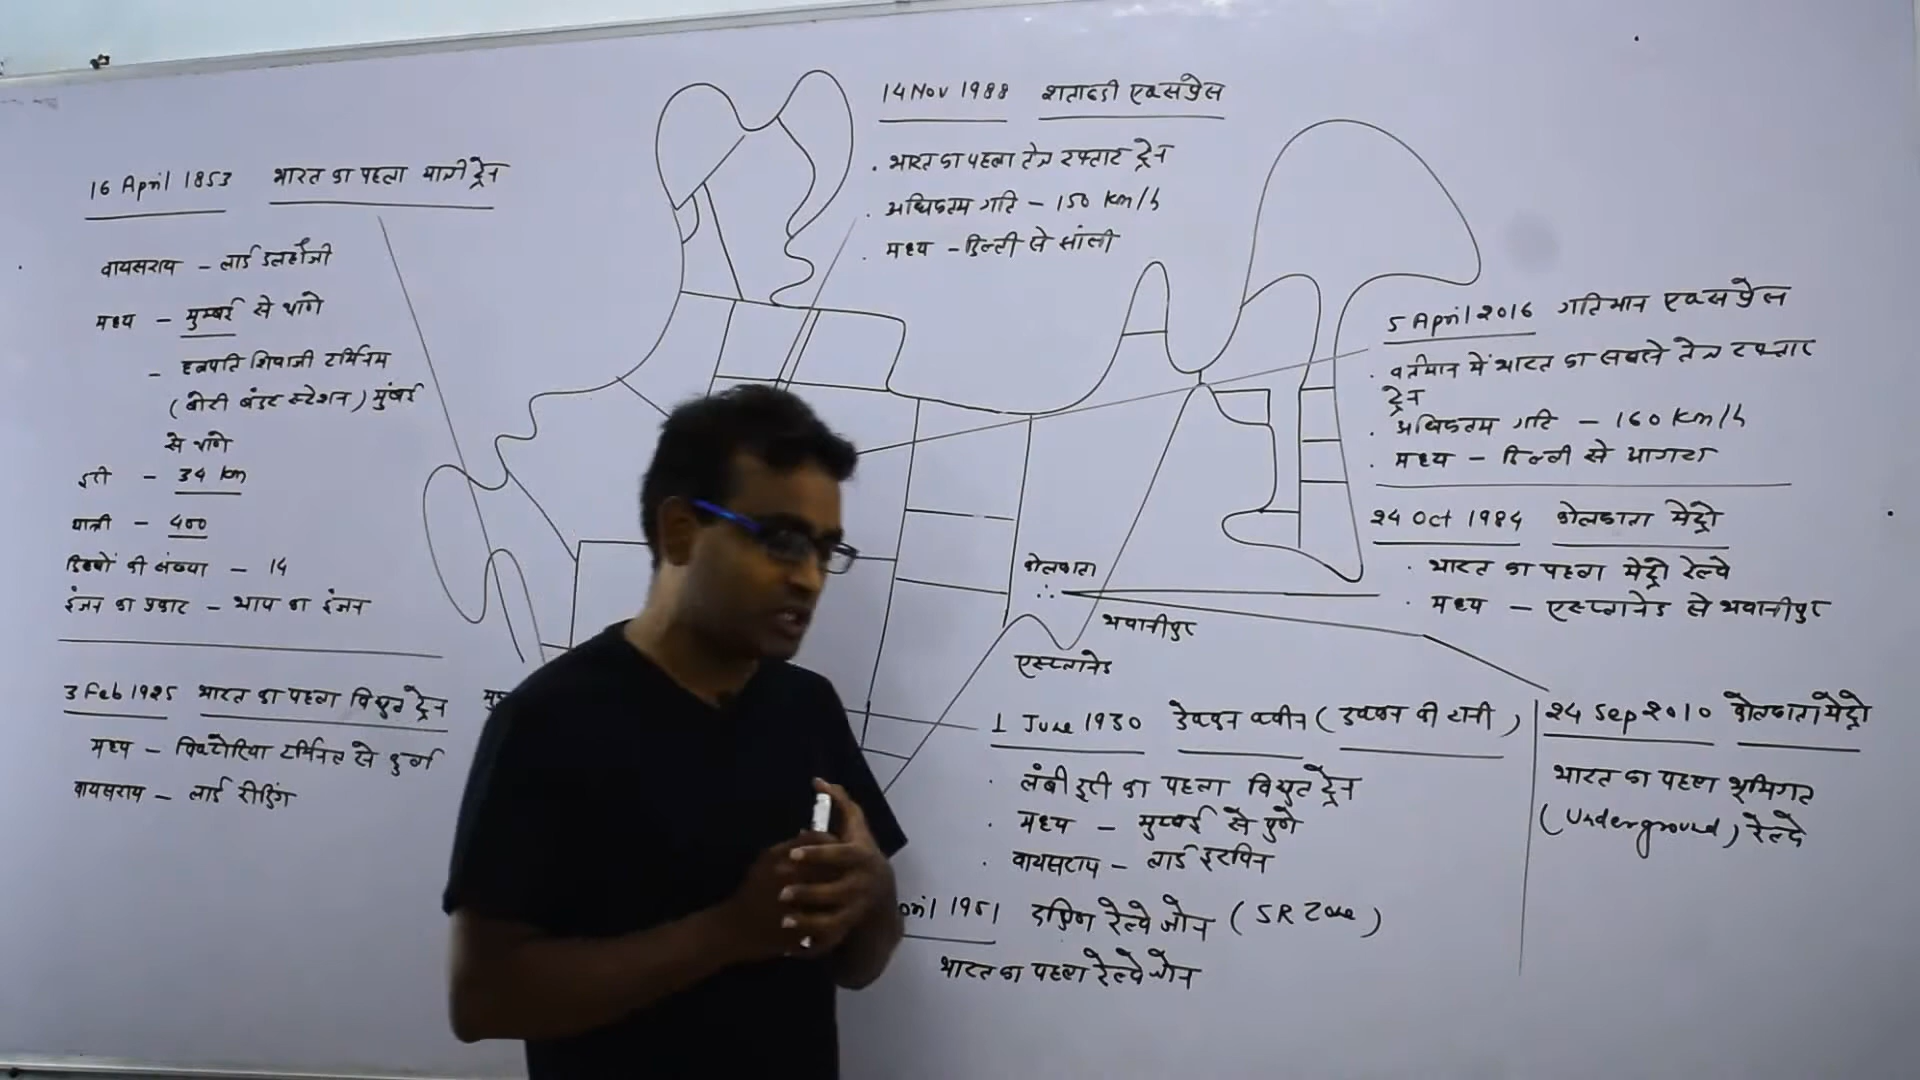 16 April 1853 भारत का पहला यात्री ट्रेन
वायसराय – लार्ड डलहौजी
मध्य – मुम्बई से थाणे
– छत्रपति शिवाजी टर्मिनस
(बोरी बंदर स्टेशन) मुंबई
से थाणे
दूरी – 34 km
यात्री – 400
डिब्बों की संख्या – 14
इंजन का प्रकार – भाप का इंजन
3 Feb 1925 भारत का पहला विद्युत ट्रेन
मध्य – विक्टोरिया टर्मिनल से कुर्ला
वायसराय – लार्ड रीडिंग
14 Nov 1988 शताब्दी एक्सप्रेस
. भारत का पहला तेज रफ्तार ट्रेन
. अधिकतम गति – 150 km/h
. मध्य – दिल्ली से झांसी
5 April 2016 गतिमान एक्सप्रेस
. वर्तमान में भारत का सबसे तेज रफ्तार
ट्रेन
. अधिकतम गति – 160 km/h
. मध्य – दिल्ली से आगरा
24 Oct 1984 कोलकाता मेट्रो
. भारत का पहला मेट्रो रेल्वे
. मध्य – एस्प्लानेड से भवानीपुर
कोलकाता
भवानीपुर
एस्प्लानेड
1 June 1930 डेक्कन क्वीन (डक्कन की रानी)
. लंबी दूरी का पहला विद्युत ट्रेन
. मध्य – मुम्बई से पुणे
. वायसराय – लार्ड इरविन
1951 दक्षिण रेल्वे जोन (SR Zone)
भारत का पहला रेल्वे जोन
24 Sep 2010 कोलकाता मेट्रो
भारत का पहला भूमिगत
(Underground) रेल्वे